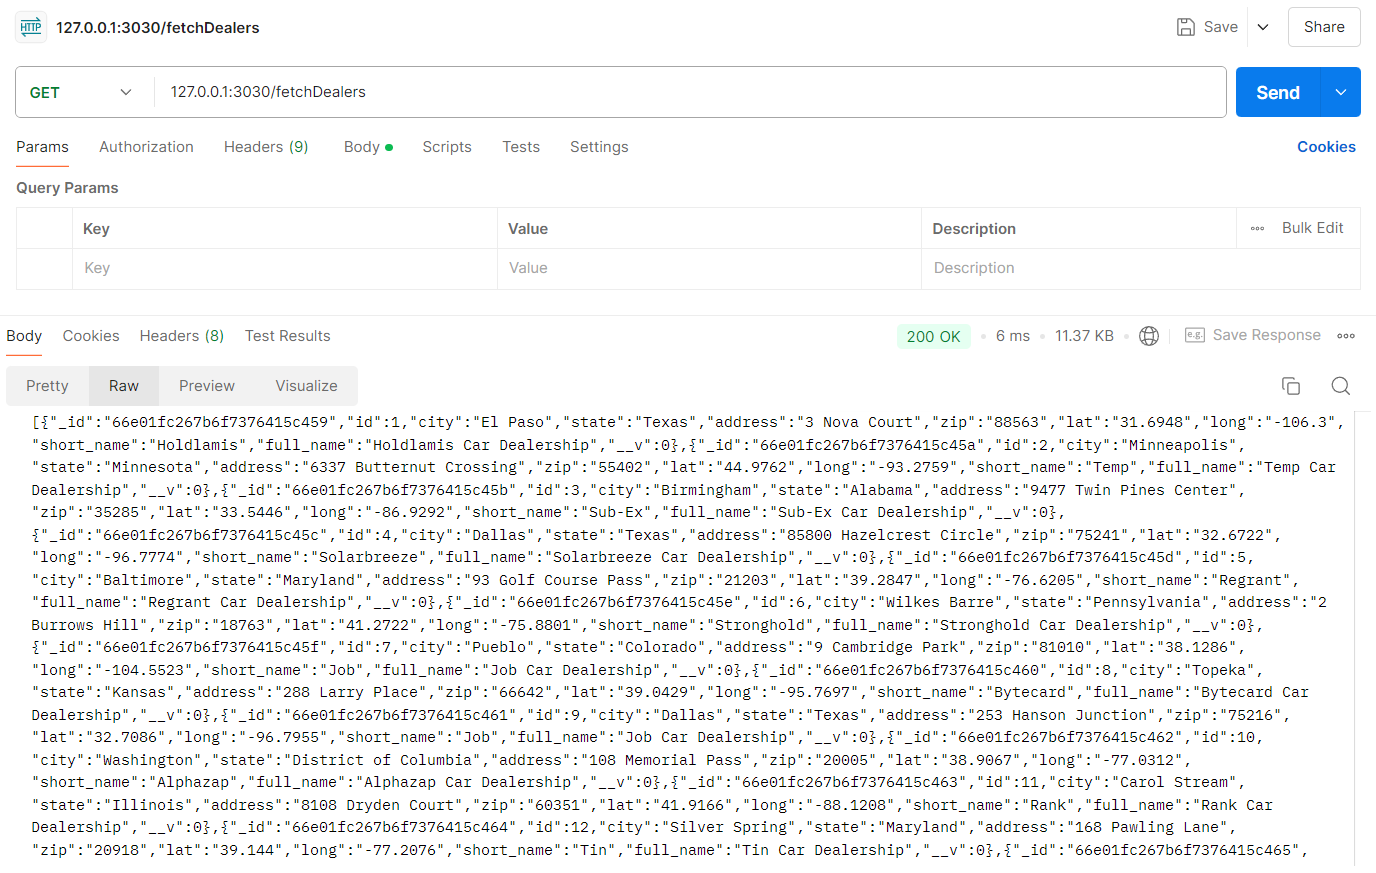 HTTP 127.0.0.1:3030/fetchDealers Save Share
GET 127.0.0.1:3030/fetchDealers Send
Params Authorization Headers (9) Body Scripts Tests Settings Cookies
Query Params
Key Value Description Bulk Edit
Key Value Description
Body Cookies Headers (8) Test Results 200 OK 6 ms 11.37 KB e.g. Save Response
Pretty Raw Preview Visualize
[{"_id":"66e01fc267b6f7376415c459","id":1,"city":"El Paso","state":"Texas","address":"3 Nova Court","zip":"88563","lat":"31.6948","long":"-106.3",
"short_name":"Holdlamis","full_name":"Holdlamis Car Dealership","__v":0},{"_id":"66e01fc267b6f7376415c45a","id":2,"city":"Minneapolis",
"state":"Minnesota","address":"6337 Butternut Crossing","zip":"55402","lat":"44.9762","long":"-93.2759","short_name":"Temp","full_name":"Temp Car
Dealership","__v":0},{"_id":"66e01fc267b6f7376415c45b","id":3,"city":"Birmingham","state":"Alabama","address":"9477 Twin Pines Center",
"zip":"35285","lat":"33.5446","long":"-86.9292","short_name":"Sub-Ex","full_name":"Sub-Ex Car Dealership","__v":0},
{"_id":"66e01fc267b6f7376415c45c","id":4,"city":"Dallas","state":"Texas","address":"85800 Hazelcrest Circle","zip":"75241","lat":"32.6722",
"long":"-96.7774","short_name":"Solarbreeze","full_name":"Solarbreeze Car Dealership","__v":0},{"_id":"66e01fc267b6f7376415c45d","id":5,
"city":"Baltimore","state":"Maryland","address":"93 Golf Course Pass","zip":"21203","lat":"39.2847","long":"-76.6205","short_name":"Regrant",
"full_name":"Regrant Car Dealership","__v":0},{"_id":"66e01fc267b6f7376415c45e","id":6,"city":"Wilkes Barre","state":"Pennsylvania","address":"2
Burrows Hill","zip":"18763","lat":"41.2722","long":"-75.8801","short_name":"Stronghold","full_name":"Stronghold Car Dealership","__v":0},
{"_id":"66e01fc267b6f7376415c45f","id":7,"city":"Pueblo","state":"Colorado","address":"9 Cambridge Park","zip":"81010","lat":"38.1286",
"long":"-104.5523","short_name":"Job","full_name":"Job Car Dealership","__v":0},{"_id":"66e01fc267b6f7376415c460","id":8,"city":"Topeka",
"state":"Kansas","address":"288 Larry Place","zip":"66642","lat":"39.0429","long":"-95.7697","short_name":"Bytecard","full_name":"Bytecard Car
Dealership","__v":0},{"_id":"66e01fc267b6f7376415c461","id":9,"city":"Dallas","state":"Texas","address":"253 Hanson Junction","zip":"75216",
"lat":"32.7086","long":"-96.7955","short_name":"Job","full_name":"Job Car Dealership","__v":0},{"_id":"66e01fc267b6f7376415c462","id":10,
"city":"Washington","state":"District of Columbia","address":"108 Memorial Pass","zip":"20005","lat":"38.9067","long":"-77.0312",
"short_name":"Alphazap","full_name":"Alphazap Car Dealership","__v":0},{"_id":"66e01fc267b6f7376415c463","id":11,"city":"Carol Stream",
"state":"Illinois","address":"8108 Dryden Court","zip":"60351","lat":"41.9166","long":"-88.1208","short_name":"Rank","full_name":"Rank Car
Dealership","__v":0},{"_id":"66e01fc267b6f7376415c464","id":12,"city":"Silver Spring","state":"Maryland","address":"168 Pawling Lane",
"zip":"20918","lat":"39.144","long":"-77.2076","short_name":"Tin","full_name":"Tin Car Dealership","__v":0},{"_id":"66e01fc267b6f7376415c465",